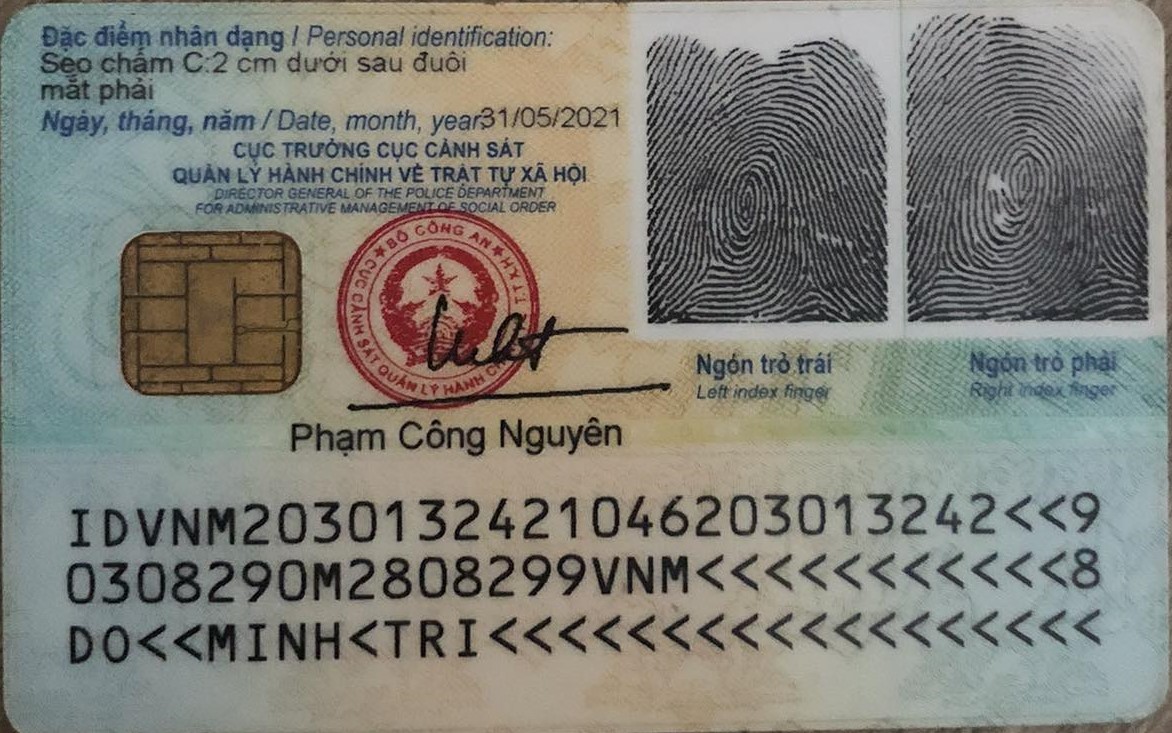 Đặc điểm nhân dạng / Personal identification:
Sẹo chấm C:2 cm dưới sau đuôi
mắt phải
Ngày, tháng, năm / Date, month, year31/05/2021
CỤC TRƯỞNG CỤC CẢNH SÁT
QUẢN LÝ HÀNH CHÍNH VỀ TRẬT TỰ XÃ HỘI
DIRECTOR GENERAL OF THE POLICE DEPARTMENT
FOR ADMINISTRATIVE MANAGEMENT OF SOCIAL ORDER
BỘ CÔNG AN
CỤC CẢNH SÁT QUẢN LÝ HÀNH
Ngón trỏ trái
Left index finger
Ngón trỏ phải
Right index finger
Phạm Công Nguyên
IDVNM2030132421046203013242<<9
0308290M2808299VNM<<<<<<<<<<<8
DO<<MINH<TRI<<<<<<<<<<<<<<<<<<